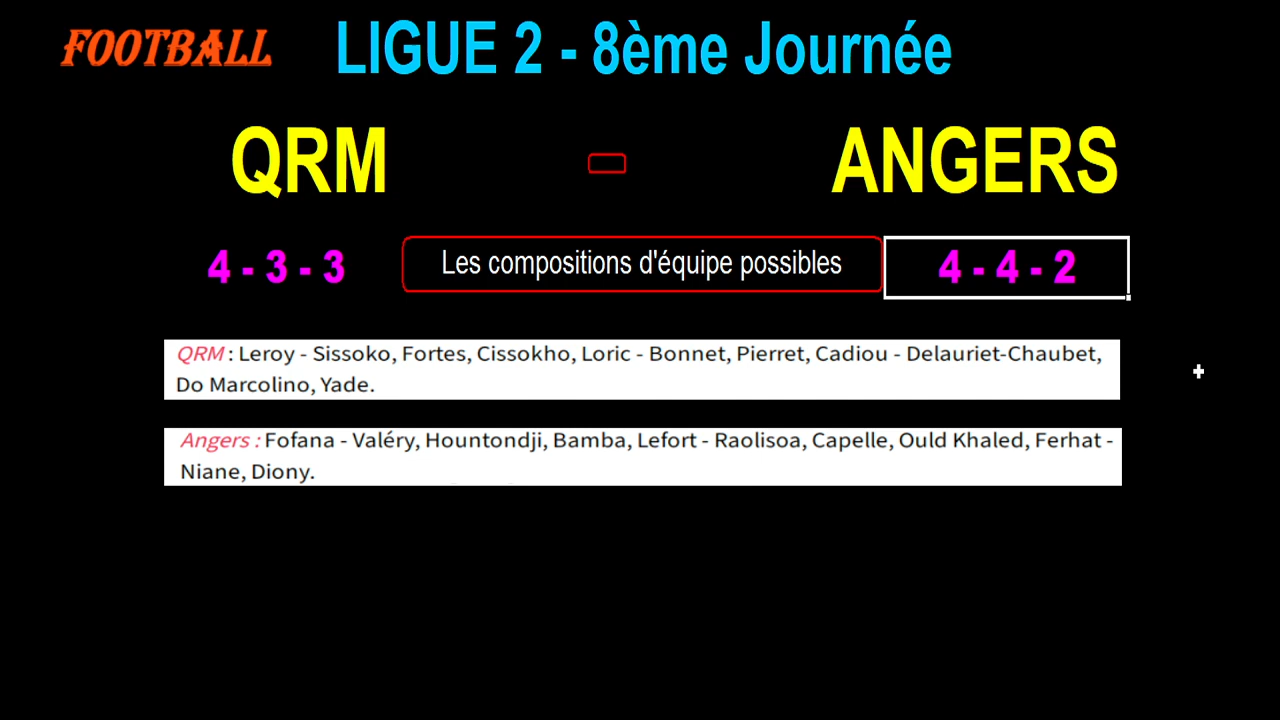 FOOTBALL
LIGUE 2 - 8ème Journée
QRM - ANGERS
4 - 3 - 3
Les compositions d'équipe possibles
4 - 4 - 2
QRM : Leroy - Sissoko, Fortes, Cissokho, Loric - Bonnet, Pierret, Cadiou - Delauriet-Chaubet,
Do Marcolino, Yade.
Angers : Fofana - Valéry, Hountondji, Bamba, Lefort - Raolisoa, Capelle, Ould Khaled, Ferhat -
Niane, Diony.